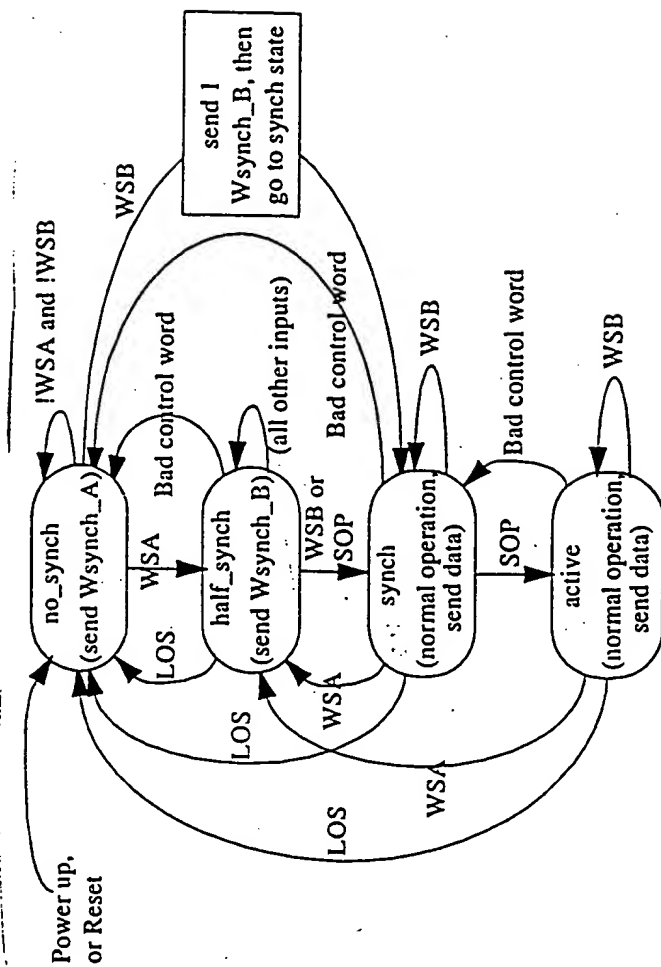 Power up,
or Reset
no_synch
(send Wsynch_A)
!WSA and !WSB
WSB
send 1
Wsynch_B, then
go to synch state
LOS
WSA
Bad control word
half_synch
(send Wsynch_B)
(all other inputs)
LOS
WSA
WSB or
SOP
Bad control word
synch
(normal operation,
send data)
WSB
LOS
WSA
SOP
Bad control word
active
(normal operation,
send data)
WSB